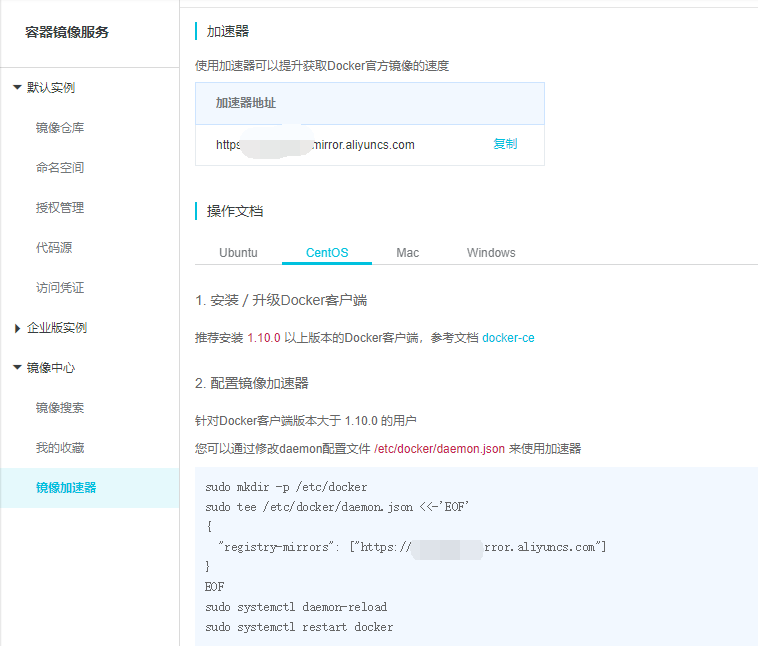 容器镜像服务
默认实例
镜像仓库
命名空间
授权管理
代码源
访问凭证
企业版实例
镜像中心
镜像搜索
我的收藏
镜像加速器
加速器
使用加速器可以提升获取Docker官方镜像的速度
加速器地址
https mirror.aliyuncs.com 复制
操作文档
Ubuntu CentOS Mac Windows
1. 安装 / 升级Docker客户端
推荐安装 1.10.0 以上版本的Docker客户端，参考文档 docker-ce
2. 配置镜像加速器
针对Docker客户端版本大于 1.10.0 的用户
您可以通过修改daemon配置文件 /etc/docker/daemon.json 来使用加速器
sudo mkdir -p /etc/docker
sudo tee /etc/docker/daemon.json <<-'EOF'
{
"registry-mirrors": ["https:// rror.aliyuncs.com"]
}
EOF
sudo systemctl daemon-reload
sudo systemctl restart docker